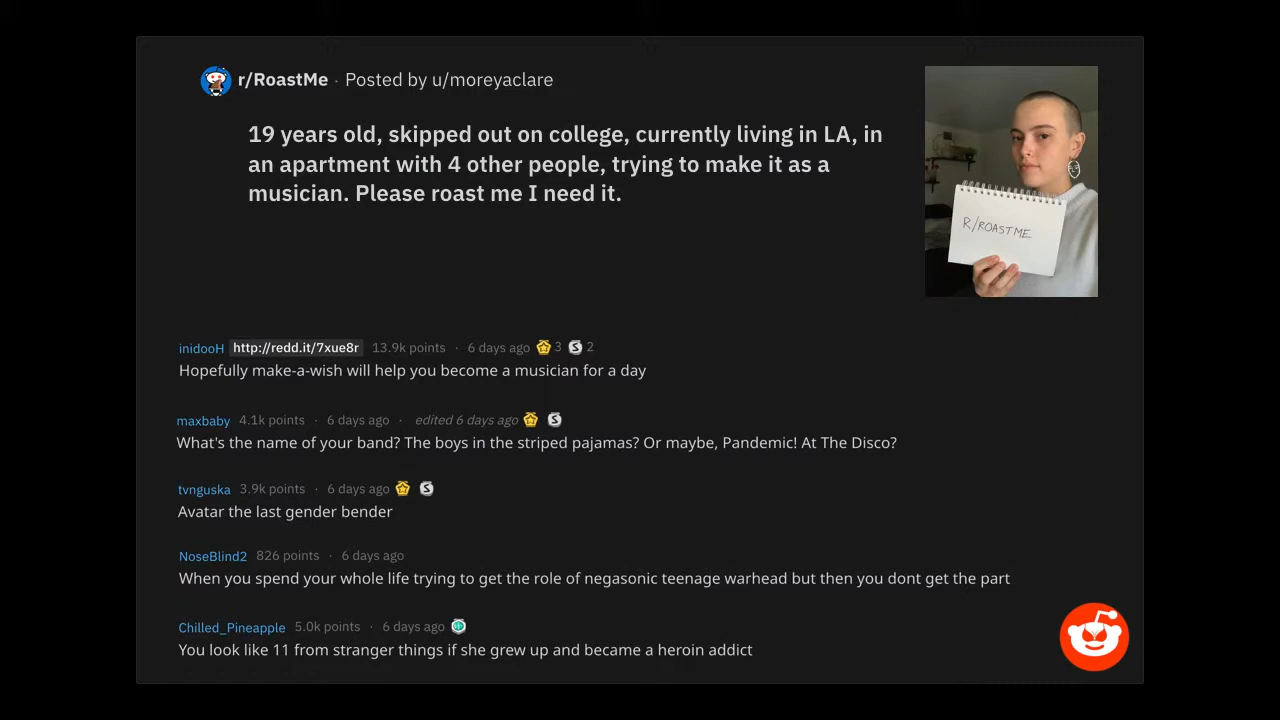 r/RoastMe · Posted by u/moreyaclare
19 years old, skipped out on college, currently living in LA, in
an apartment with 4 other people, trying to make it as a
musician. Please roast me I need it.
R/ROASTME
inidooH http://redd.it/7xue8r 13.9k points · 6 days ago 3 S 2
Hopefully make-a-wish will help you become a musician for a day
maxbaby 4.1k points · 6 days ago · edited 6 days ago S
What's the name of your band? The boys in the striped pajamas? Or maybe, Pandemic! At The Disco?
tvnguska 3.9k points · 6 days ago S
Avatar the last gender bender
NoseBlind2 826 points · 6 days ago
When you spend your whole life trying to get the role of negasonic teenage warhead but then you dont get the part
Chilled_Pineapple 5.0k points · 6 days ago
You look like 11 from stranger things if she grew up and became a heroin addict